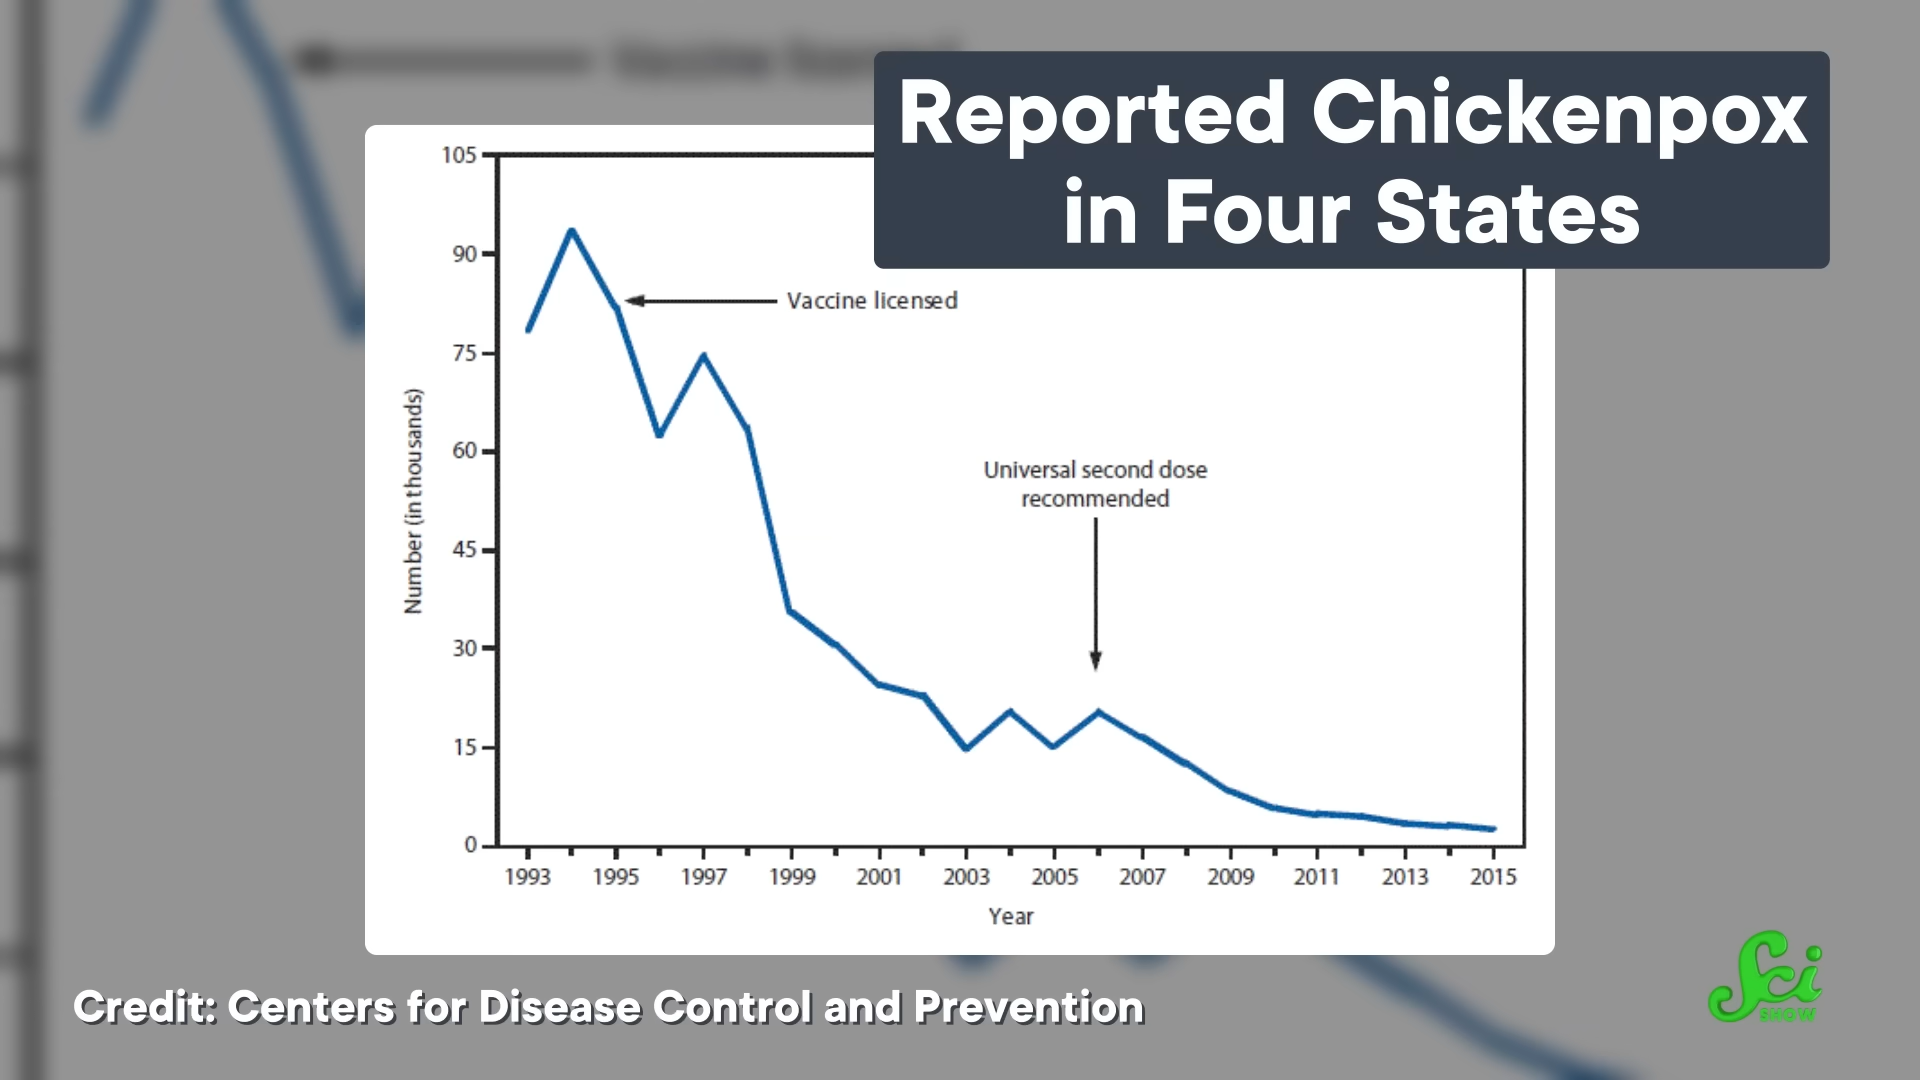 Reported Chickenpox
in Four States
105
90
75
60
45
30
15
0
Number (in thousands)
Vaccine licensed
Universal second dose
recommended
1993 1995 1997 1999 2001 2003 2005 2007 2009 2011 2013 2015
Year
Credit: Centers for Disease Control and Prevention
Sci
SHOW